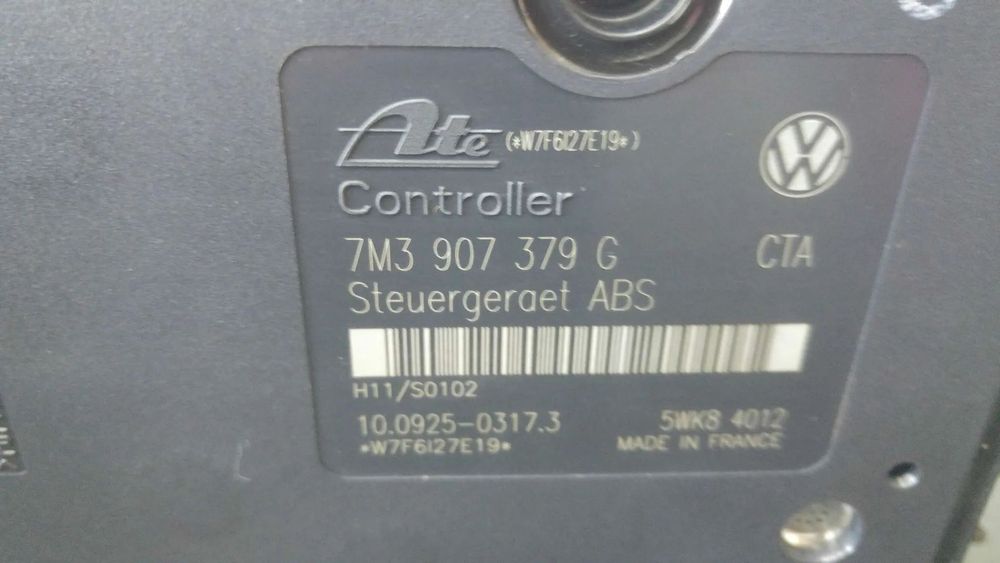 Ate (*W7F6I27E19*)
Controller
7M3 907 379 G CTA
Steuergeraet ABS
H11/S0102
10.0925-0317.3 5WK8 4012
*W7F6I27E19* MADE IN FRANCE